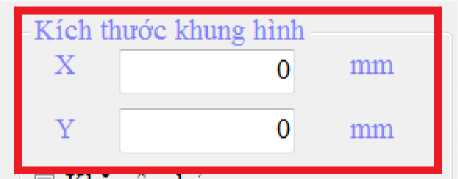 Kích thước khung hình
X 0 mm
Y 0 mm